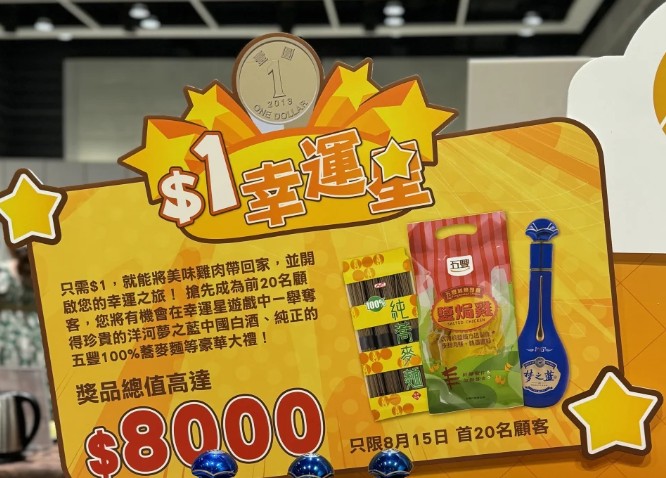 壹圓
1
2013
ONE DOLLAR
$1幸運星
只需$1，就能將美味雞肉帶回家，並開
啟您的幸運之旅！ 搶先成為前20名顧
客，您將有機會在幸運星遊戲中一舉奪
得珍貴的洋河夢之藍中國白酒、純正的
五豐100%蕎麥麵等豪華大禮！
獎品總值高達
$8000
100%
純蕎麥麵
五豐
鹽焗雞
SALTED CHICKEN
梦之蓝
只限8月15日 首20名顧客